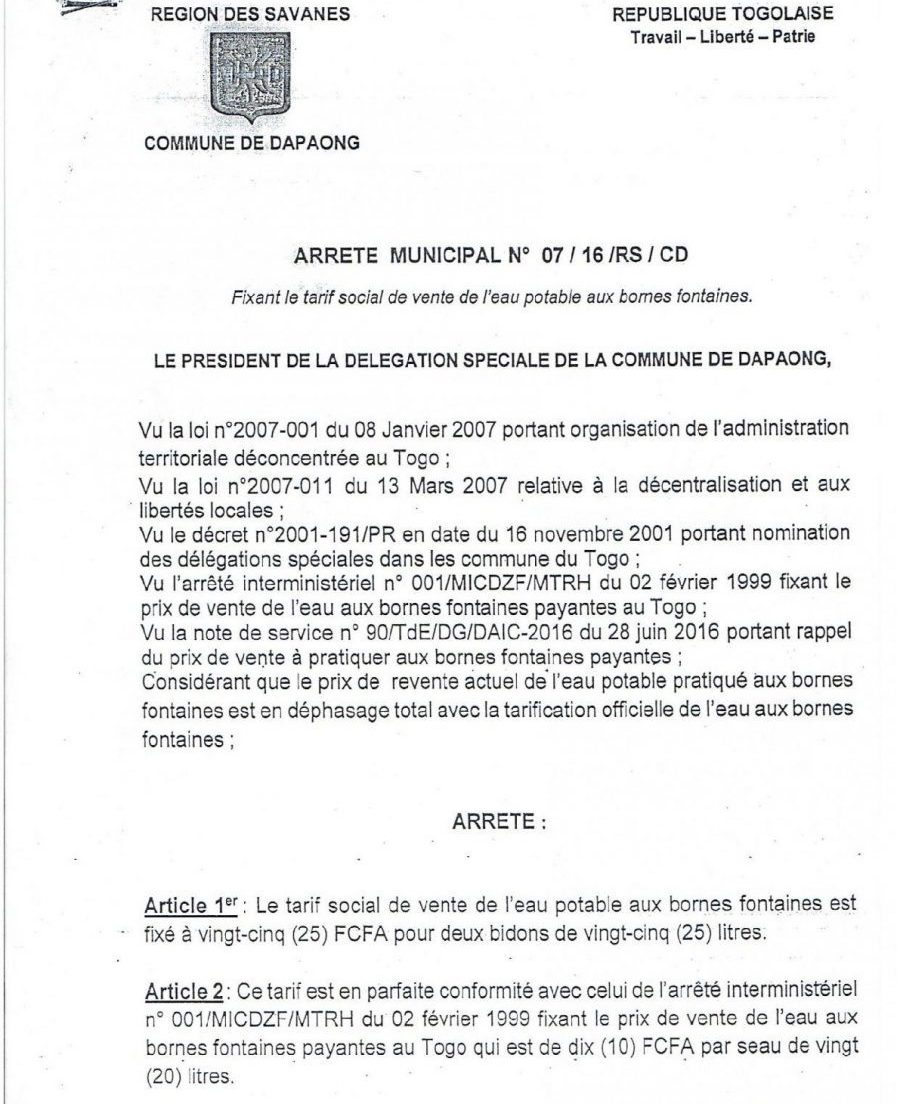 REGION DES SAVANES
REPUBLIQUE TOGOLAISE
Travail – Liberté – Patrie
COMMUNE DE DAPAONG
ARRETE MUNICIPAL N° 07 / 16 /RS / CD
Fixant le tarif social de vente de l'eau potable aux bornes fontaines.
LE PRESIDENT DE LA DELEGATION SPECIALE DE LA COMMUNE DE DAPAONG,
Vu la loi n°2007-001 du 08 Janvier 2007 portant organisation de l'administration
territoriale déconcentrée au Togo ;
Vu la loi n°2007-011 du 13 Mars 2007 relative à la décentralisation et aux
libertés locales ;
Vu le décret n°2001-191/PR en date du 16 novembre 2001 portant nomination
des délégations spéciales dans les commune du Togo ;
Vu l'arrêté interministériel n° 001/MICDZF/MTRH du 02 février 1999 fixant le
prix de vente de l'eau aux bornes fontaines payantes au Togo ;
Vu la note de service n° 90/TdE/DG/DAIC-2016 du 28 juin 2016 portant rappel
du prix de vente à pratiquer aux bornes fontaines payantes ;
Considérant que le prix de revente actuel de l'eau potable pratiqué aux bornes
fontaines est en déphasage total avec la tarification officielle de l'eau aux bornes
fontaines ;
ARRETE :
Article 1er : Le tarif social de vente de l'eau potable aux bornes fontaines est
fixé à vingt-cinq (25) FCFA pour deux bidons de vingt-cinq (25) litres.
Article 2 : Ce tarif est en parfaite conformité avec celui de l'arrêté interministériel
n° 001/MICDZF/MTRH du 02 février 1999 fixant le prix de vente de l'eau aux
bornes fontaines payantes au Togo qui est de dix (10) FCFA par seau de vingt
(20) litres.